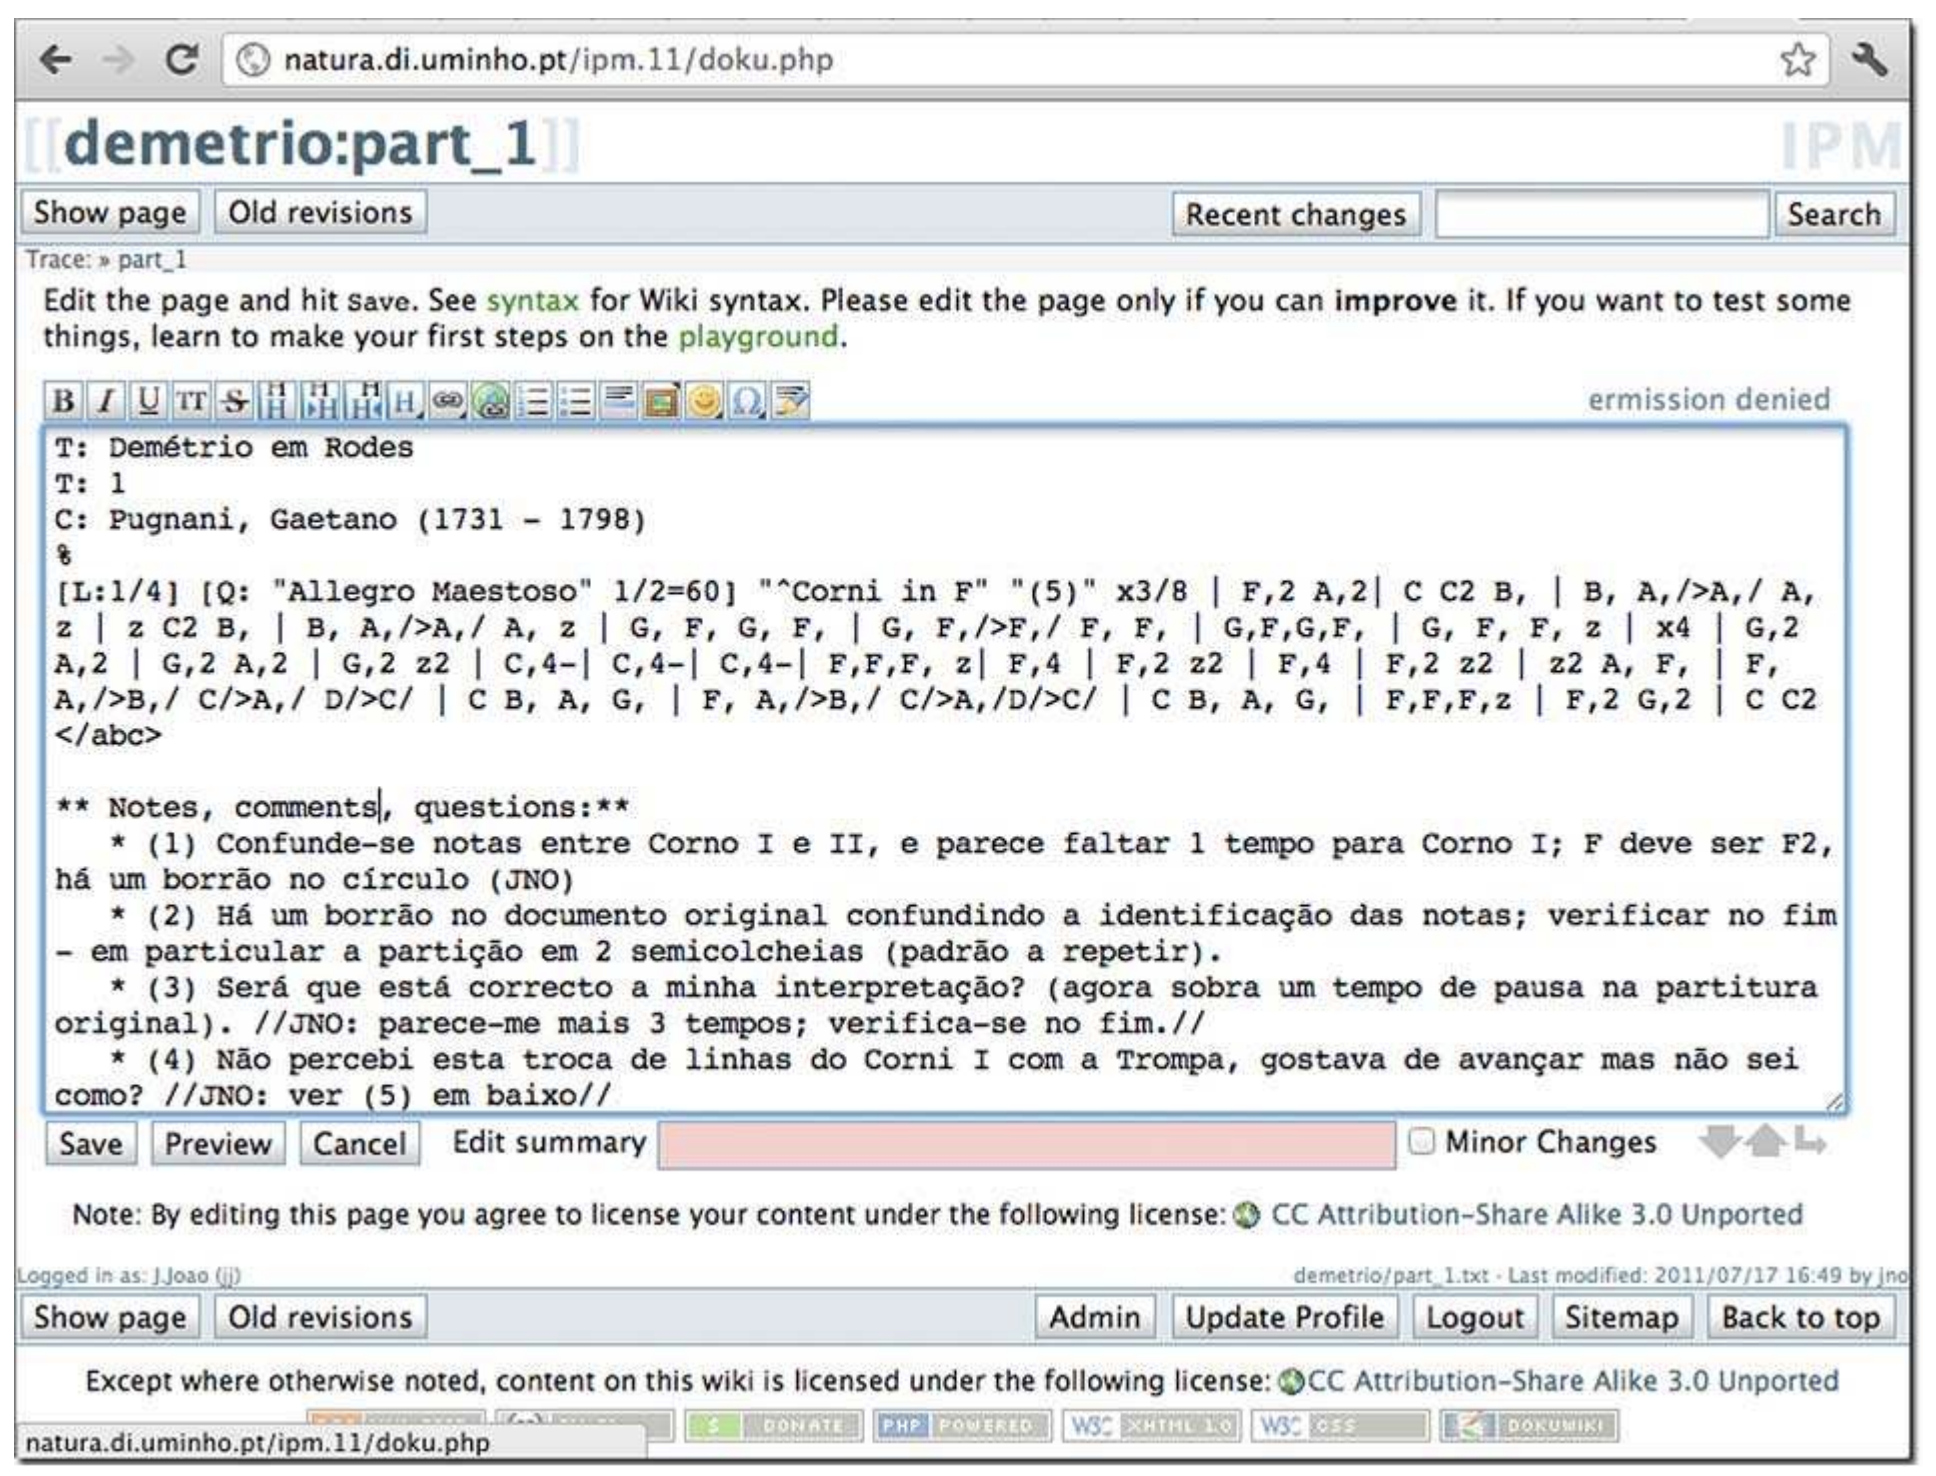 natura.di.uminho.pt/ipm.11/doku.php
[[demetrio:part_1]]
IPM
Show page Old revisions Recent changes Search
Trace: » part_1
Edit the page and hit Save. See syntax for Wiki syntax. Please edit the page only if you can improve it. If you want to test some
things, learn to make your first steps on the playground.
B I U TT S H H H H Ω ermission denied
T: Demétrio em Rodes
T: 1
C: Pugnani, Gaetano (1731 - 1798)
%
[L:1/4] [Q: "Allegro Maestoso" 1/2=60] "^Corni in F" "(5)" x3/8 | F,2 A,2| C C2 B, | B, A,/>A,/ A,
z | z C2 B, | B, A,/>A,/ A, z | G, F, G, F, | G, F,/>F,/ F, F, | G,F,G,F, | G, F, F, z | x4 | G,2
A,2 | G,2 A,2 | G,2 z2 | C,4-| C,4-| C,4-| F,F,F, z| F,4 | F,2 z2 | F,4 | F,2 z2 | z2 A, F, | F,
A,/>B,/ C/>A,/ D/>C/ | C B, A, G, | F, A,/>B,/ C/>A,/D/>C/ | C B, A, G, | F,F,F,z | F,2 G,2 | C C2
</abc>
** Notes, comments, questions:**
* (1) Confunde-se notas entre Corno I e II, e parece faltar 1 tempo para Corno I; F deve ser F2,
há um borrão no círculo (JNO)
* (2) Há um borrão no documento original confundindo a identificação das notas; verificar no fim
- em particular a partição em 2 semicolcheias (padrão a repetir).
* (3) Será que está correcto a minha interpretação? (agora sobra um tempo de pausa na partitura
original). //JNO: parece-me mais 3 tempos; verifica-se no fim.//
* (4) Não percebi esta troca de linhas do Corni I com a Trompa, gostava de avançar mas não sei
como? //JNO: ver (5) em baixo//
Save Preview Cancel Edit summary Minor Changes
Note: By editing this page you agree to license your content under the following license: CC Attribution-Share Alike 3.0 Unported
Logged in as: J.Joao (jj) demetrio/part_1.txt · Last modified: 2011/07/17 16:49 by jno
Show page Old revisions Admin Update Profile Logout Sitemap Back to top
Except where otherwise noted, content on this wiki is licensed under the following license: CC Attribution-Share Alike 3.0 Unported
$ DONATE PHP POWERED W3C XHTML 1.0 W3C CSS DOKUWIKI
natura.di.uminho.pt/ipm.11/doku.php